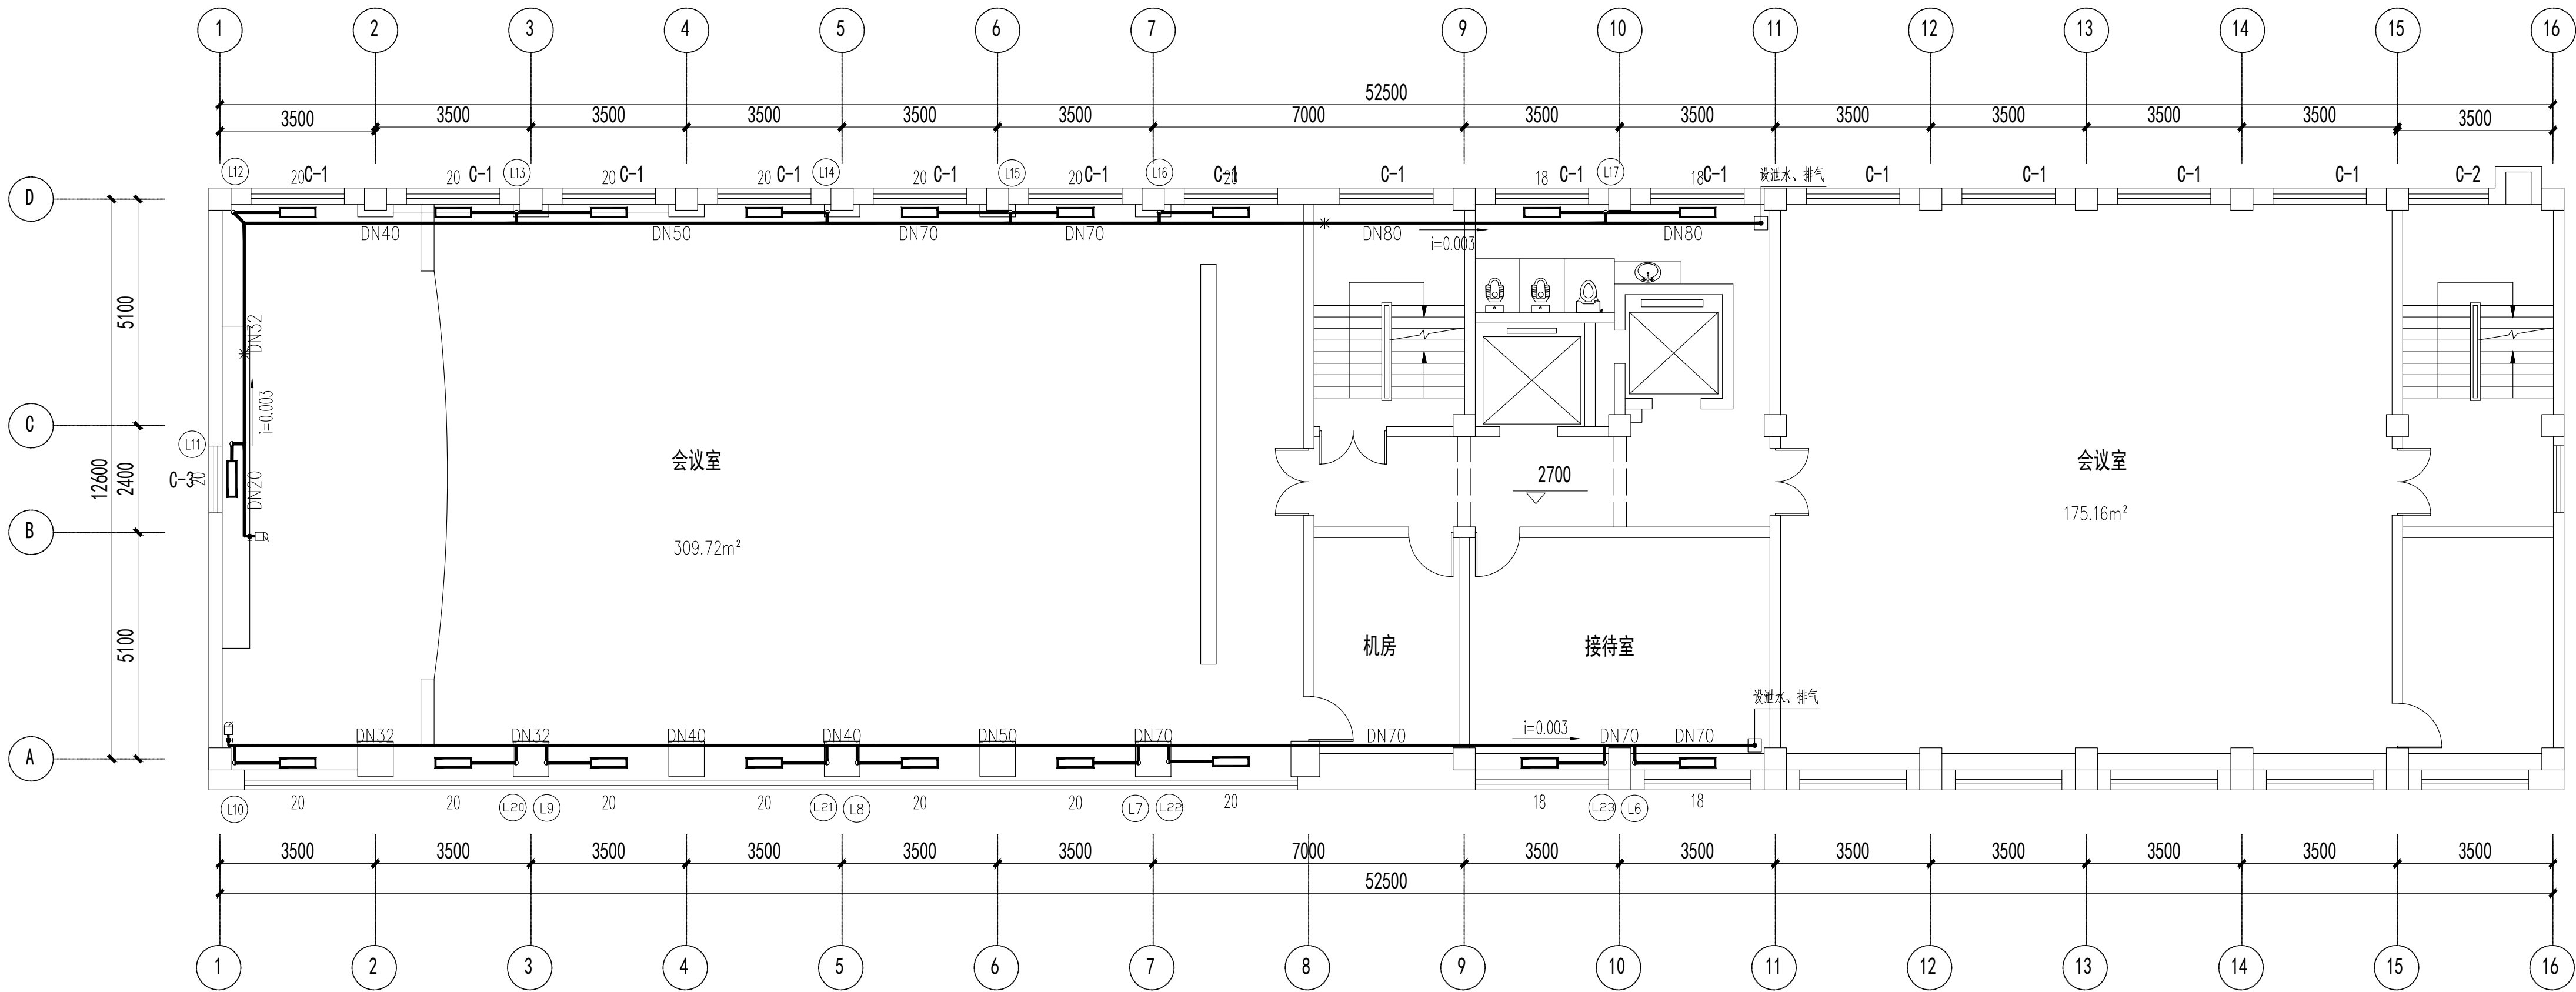 1 2 3 4 5 6 7 9 10 11 12 13 14 15 16
52500
3500 3500 3500 3500 3500 3500 7000 3500 3500 3500 3500 3500 3500 3500
L12 L13 L14 L15 L16 L17 设泄水、排气
20 C-1 20 C-1 20 C-1 20 C-1 20 C-1 20 C-1 C-1 20 C-1 18 C-1 18 C-1 C-1 C-1 C-1 C-1 C-2
D
DN40 DN50 DN70 DN70 DN80 i=0.003 DN80
5100
DN32
i=0.003
C
L11
C-3
20
DN20
12600
2400
会议室
309.72m²
2700
会议室
175.16m²
B
5100
机房
接待室
设泄水、排气
DN32 DN32 DN40 DN40 DN50 DN70 DN70 i=0.003 DN70 DN70
A
20 20 20 20 20 20 20 18 18
L10 L20 L9 L21 L8 L7 L22 L23 L6
3500 3500 3500 3500 3500 3500 7000 3500 3500 3500 3500 3500 3500 3500
52500
1 2 3 4 5 6 7 8 9 10 11 12 13 14 15 16